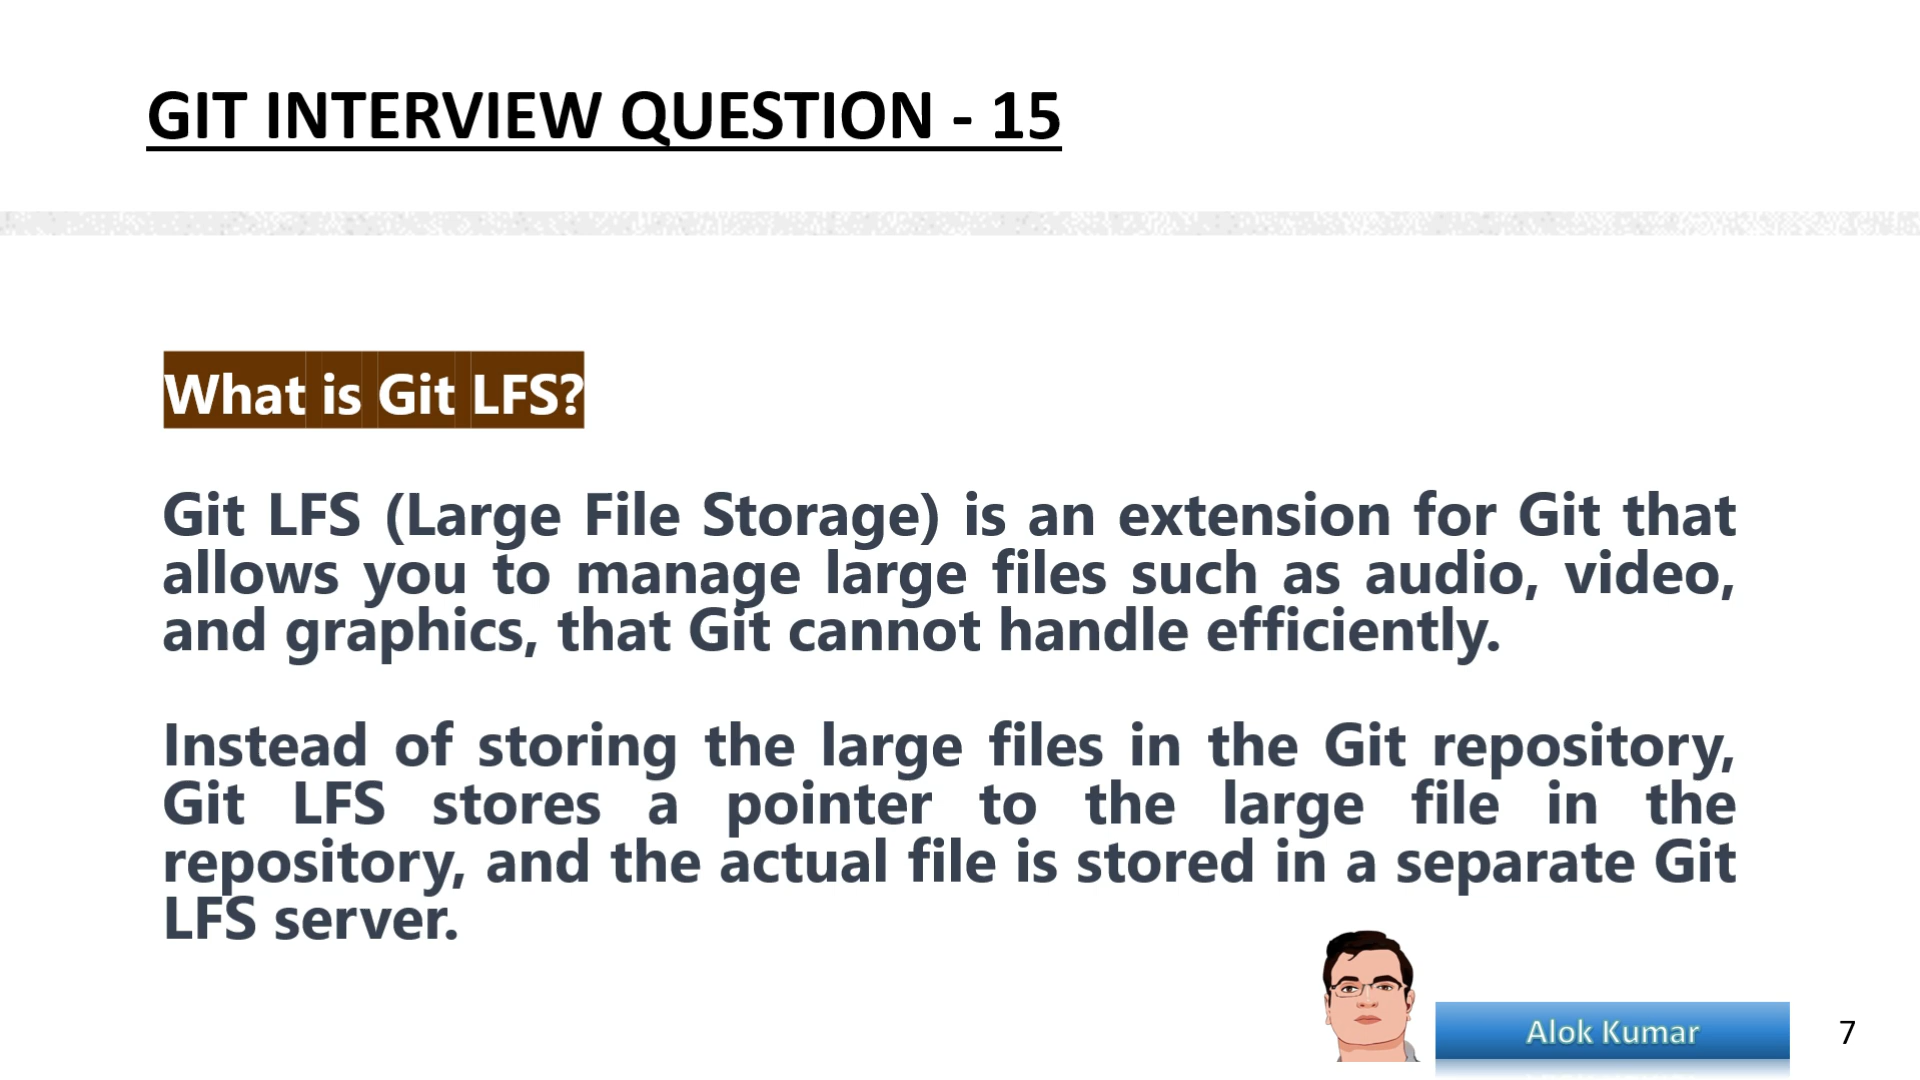 GIT INTERVIEW QUESTION - 15
What is Git LFS?
Git LFS (Large File Storage) is an extension for Git that
allows you to manage large files such as audio, video,
and graphics, that Git cannot handle efficiently.
Instead of storing the large files in the Git repository,
Git LFS stores a pointer to the large file in the
repository, and the actual file is stored in a separate Git
LFS server.
Alok Kumar
7